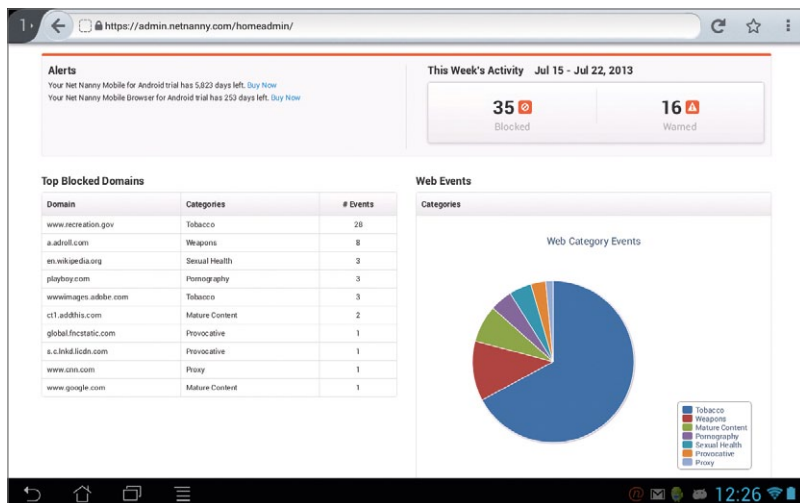 1
https://admin.netnanny.com/homeadmin/
Alerts
Your Net Nanny Mobile for Android trial has 5,823 days left. Buy Now
Your Net Nanny Mobile Browser for Android trial has 253 days left. Buy Now
This Week's Activity Jul 15 - Jul 22, 2013
35
Blocked
16
Warned
Top Blocked Domains
Domain Categories # Events
www.recreation.gov Tobacco 28
a.adroll.com Weapons 8
en.wikipedia.org Sexual Health 3
playboy.com Pornography 3
wwwimages.adobe.com Tobacco 3
ct1.addthis.com Mature Content 2
global.fncstatic.com Provocative 1
s.c.lnkd.licdn.com Provocative 1
www.cnn.com Proxy 1
www.google.com Mature Content 1
Web Events
Categories
Web Category Events
Tobacco
Weapons
Mature Content
Pornography
Sexual Health
Provocative
Proxy
12:26